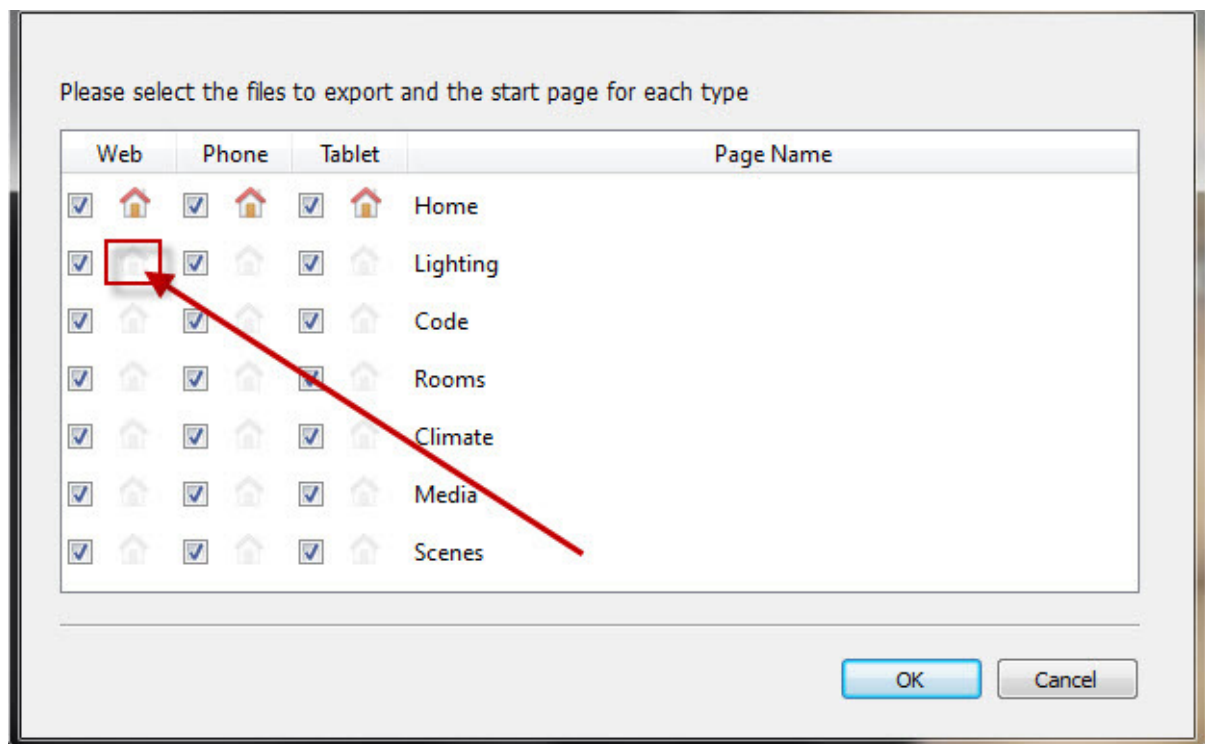 Please select the files to export and the start page for each type
Web Phone Tablet Page Name
Home
Lighting
Code
Rooms
Climate
Media
Scenes
OK Cancel